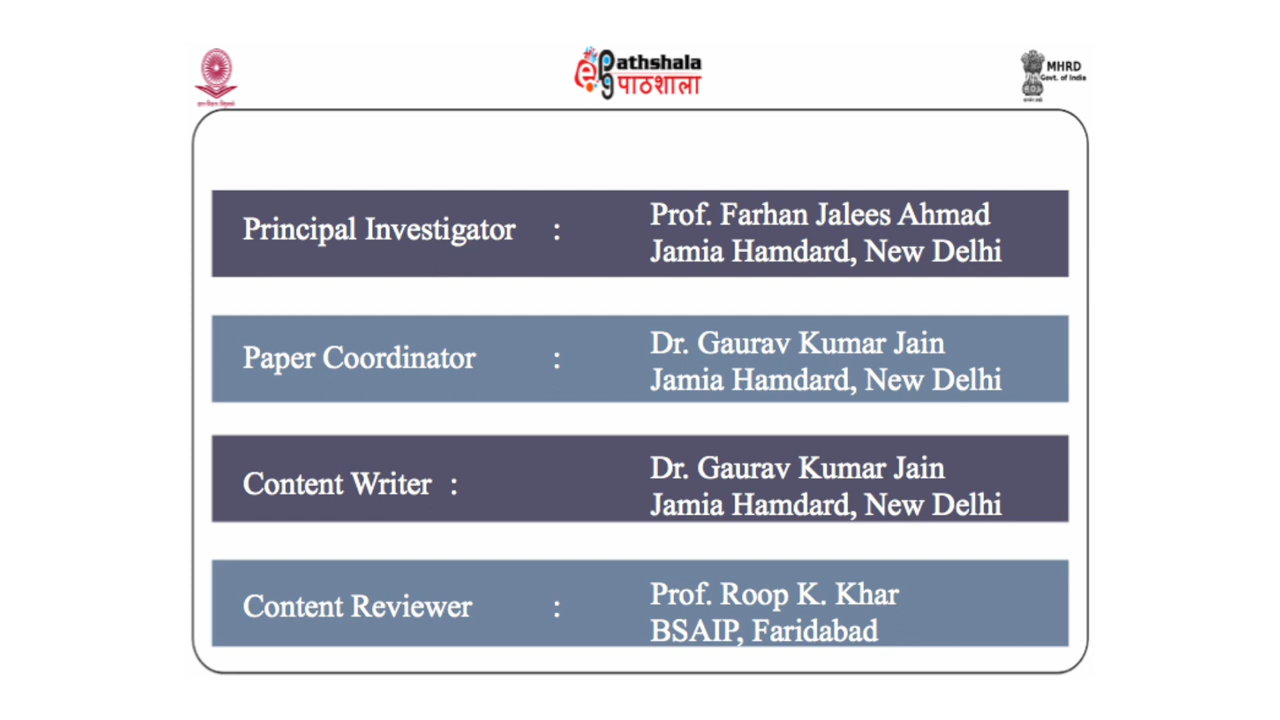 ePathshala
पाठशाला
MHRD
Govt. of India
Principal Investigator :
Prof. Farhan Jalees Ahmad
Jamia Hamdard, New Delhi
Paper Coordinator :
Dr. Gaurav Kumar Jain
Jamia Hamdard, New Delhi
Content Writer :
Dr. Gaurav Kumar Jain
Jamia Hamdard, New Delhi
Content Reviewer :
Prof. Roop K. Khar
BSAIP, Faridabad